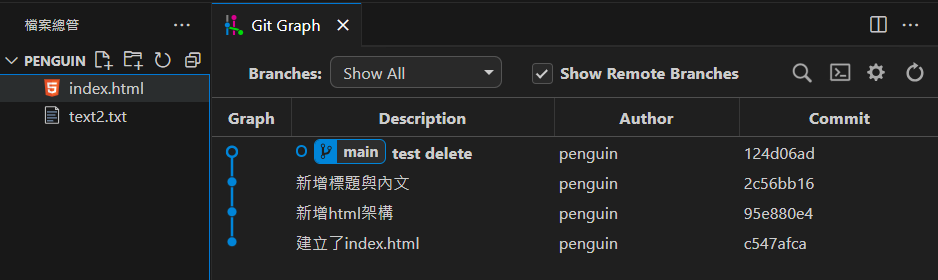 檔案總管
PENGUIN
index.html
text2.txt
Git Graph
Branches: Show All Show Remote Branches
Graph Description Author Commit
main test delete penguin 124d06ad
新增標題與內文 penguin 2c56bb16
新增html架構 penguin 95e880e4
建立了index.html penguin c547afca